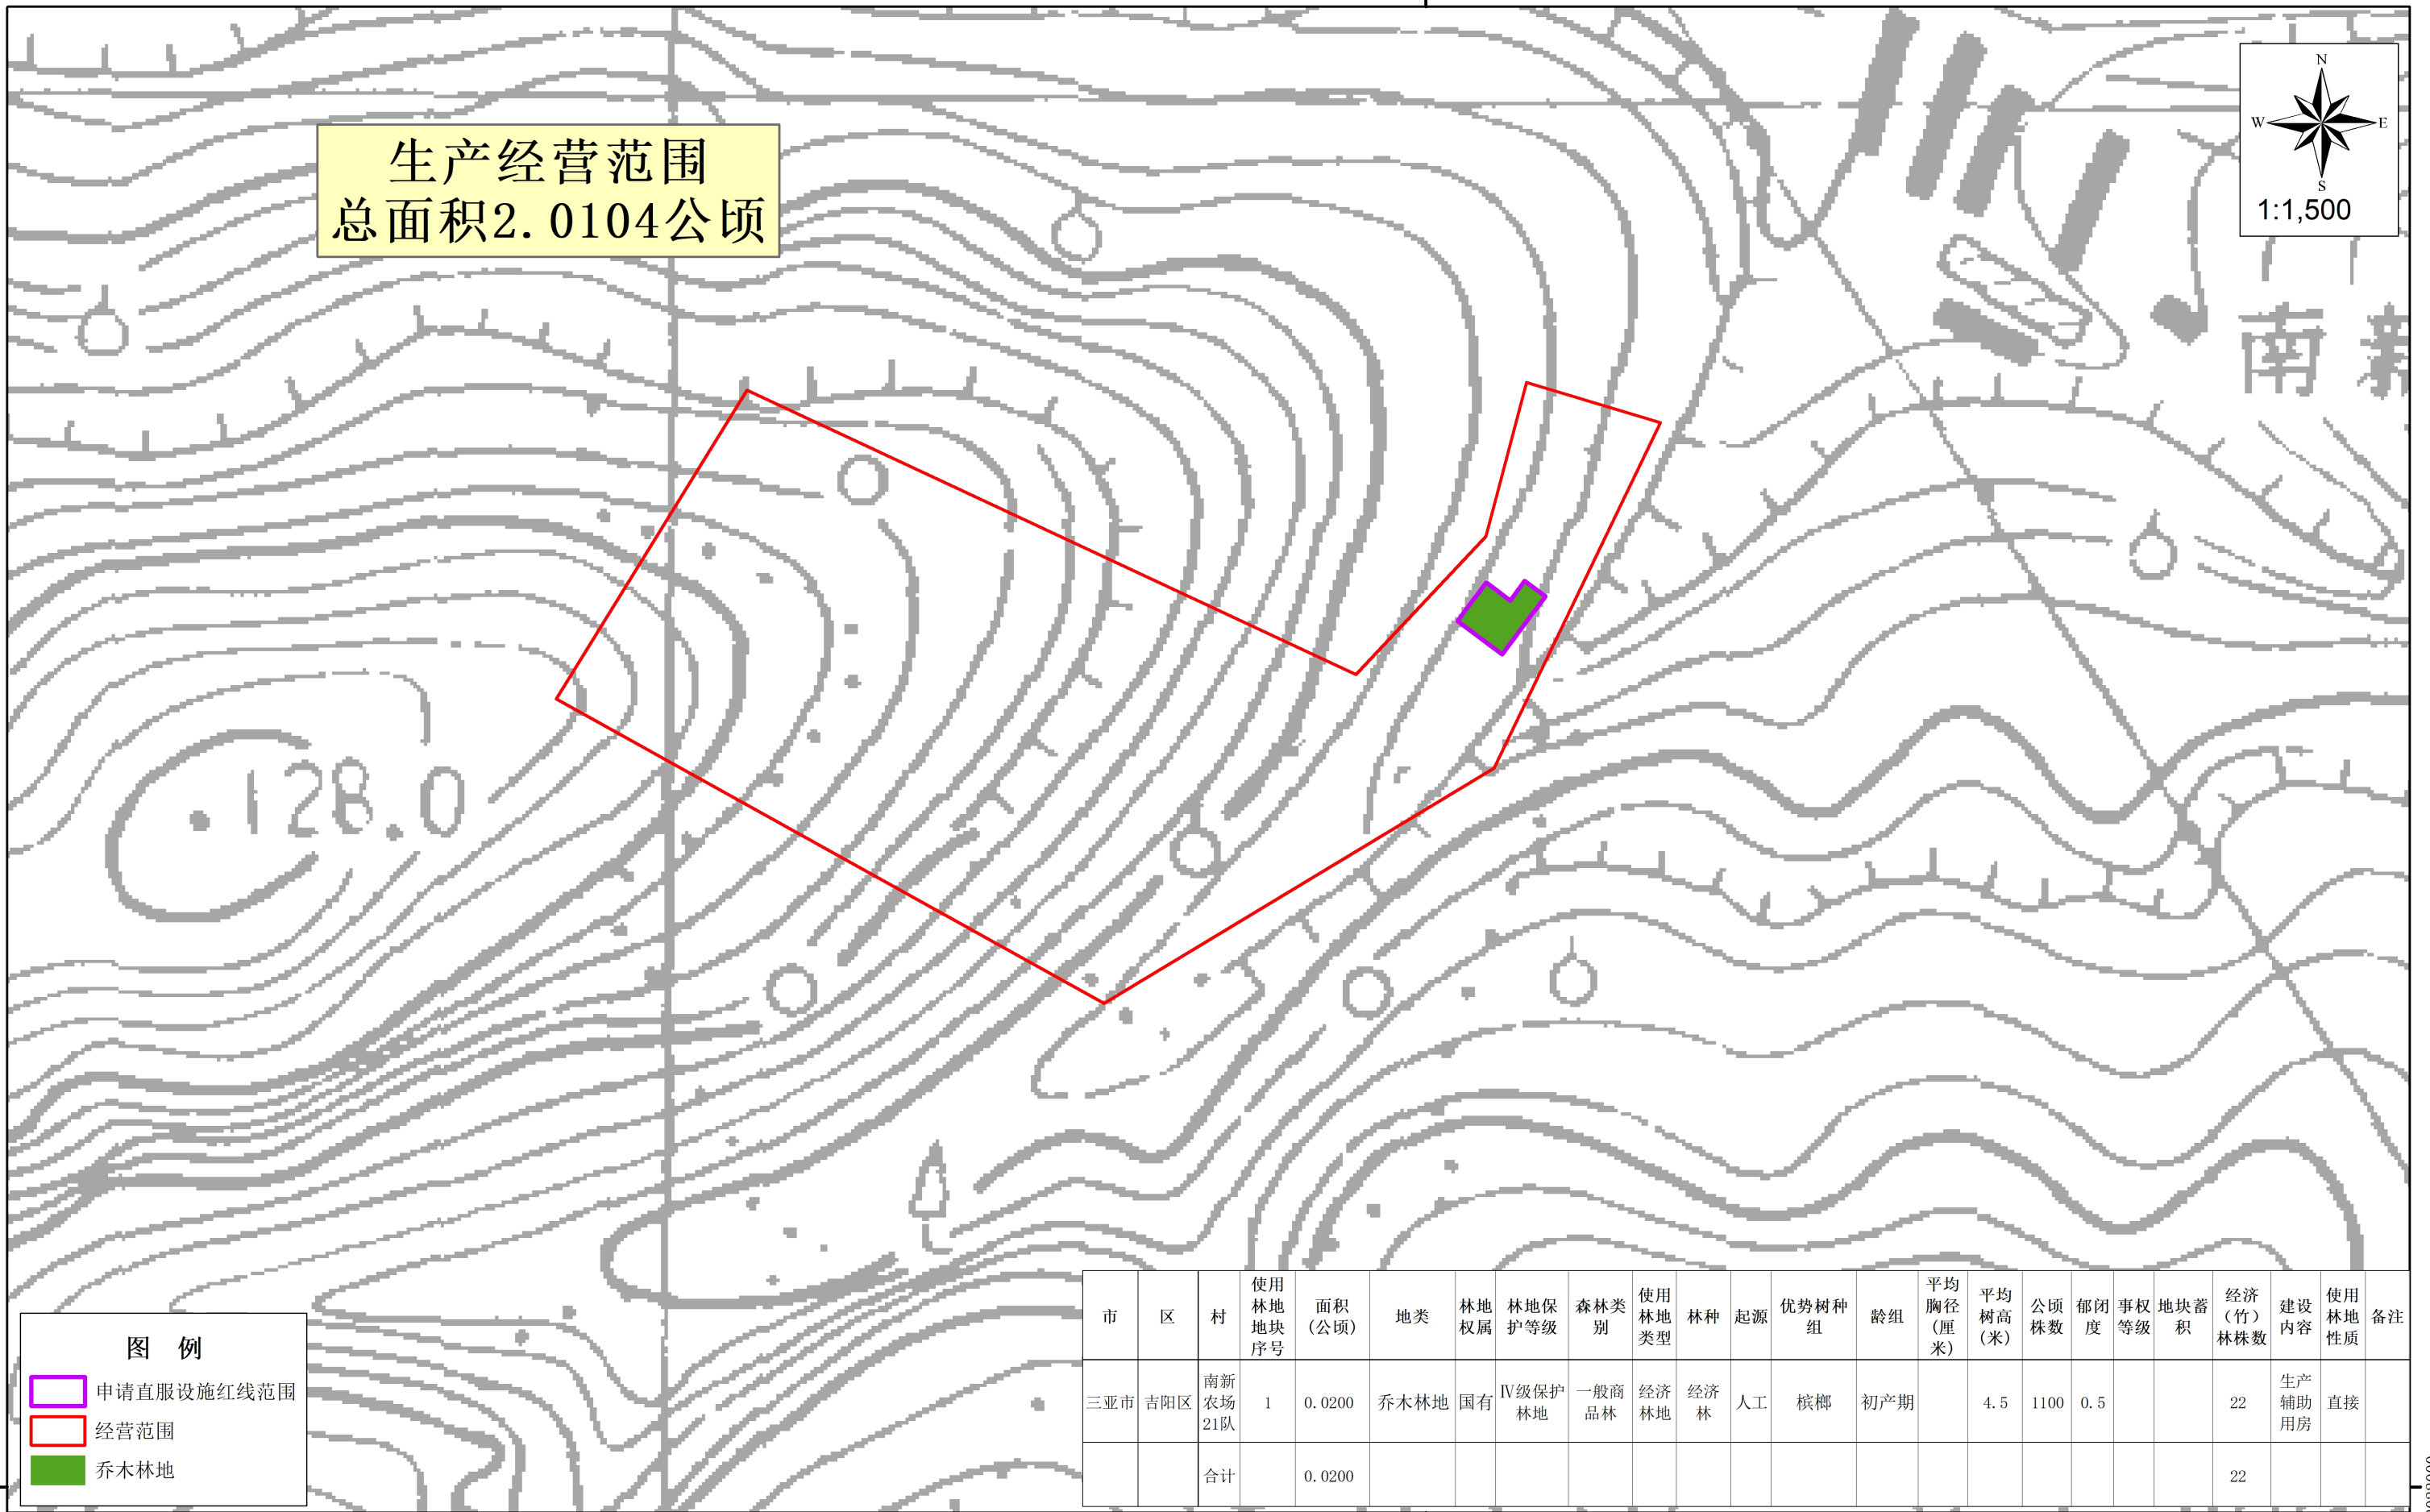 生产经营范围
总面积2.0104公顷
N
W
E
S
1:1,500
南新
128.0
图 例
申请直服设施红线范围
经营范围
乔木林地
市 区 村 使用林地地块序号 面积（公顷） 地类 林地权属 林地保护等级 森林类别 使用林地类型 林种 起源 优势树种组 龄组 平均胸径（厘米） 平均树高（米） 公顷株数 郁闭度 事权等级 地块蓄积 经济（竹）林株数 建设内容 使用林地性质 备注
三亚市 吉阳区 南新农场21队 1 0.0200 乔木林地 国有 Ⅳ级保护林地 一般商品林 经济林地 经济林 人工 槟榔 初产期 4.5 1100 0.5 22 生产辅助用房 直接
合计 0.0200 22